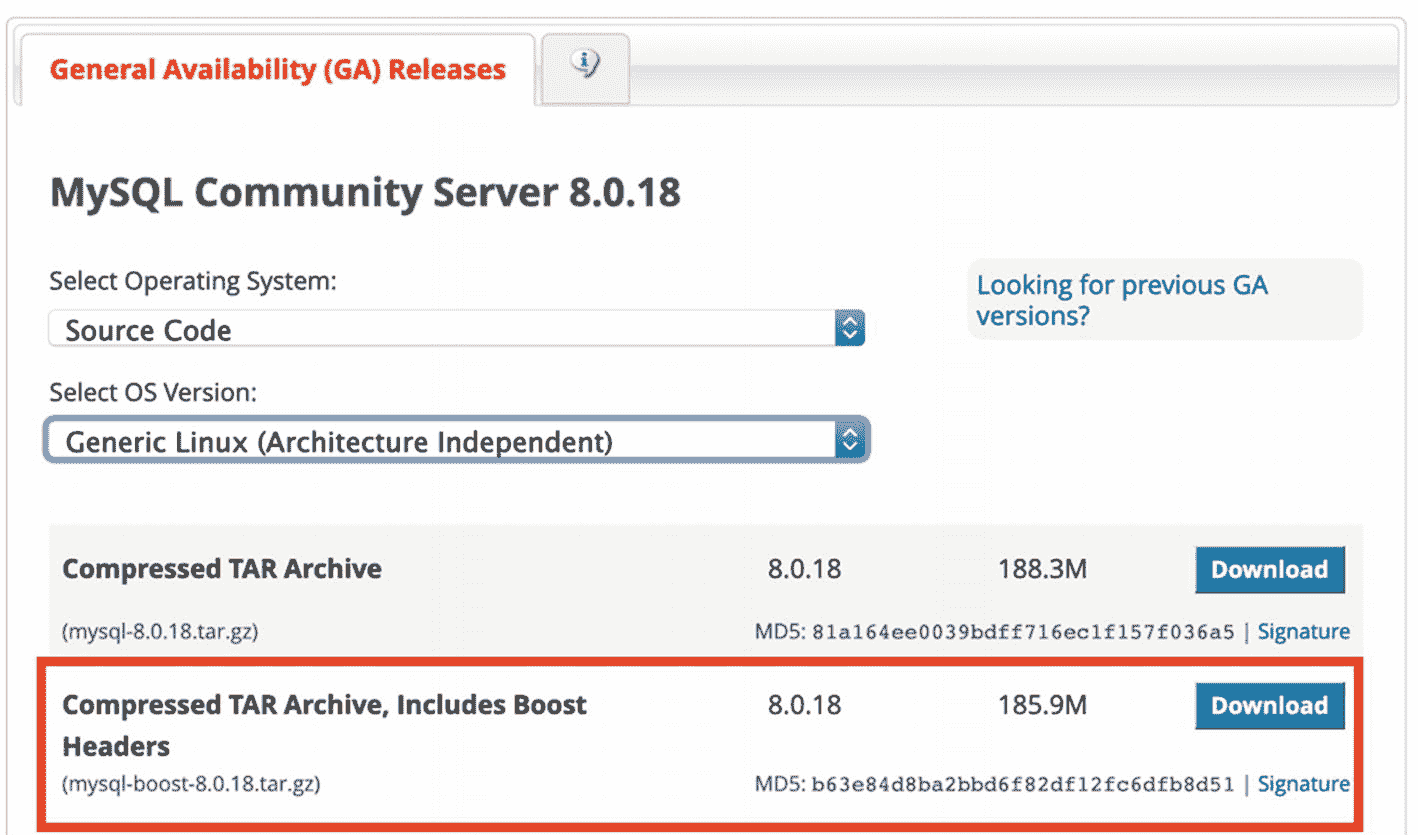 General Availability (GA) Releases
MySQL Community Server 8.0.18
Select Operating System:
Source Code
Looking for previous GA
versions?
Select OS Version:
Generic Linux (Architecture Independent)
Compressed TAR Archive 8.0.18 188.3M Download
(mysql-8.0.18.tar.gz) MD5: 81a164ee0039bdff716ec1f157f036a5 | Signature
Compressed TAR Archive, Includes Boost 8.0.18 185.9M Download
Headers
(mysql-boost-8.0.18.tar.gz) MD5: b63e84d8ba2bbd6f82df12fc6dfb8d51 | Signature